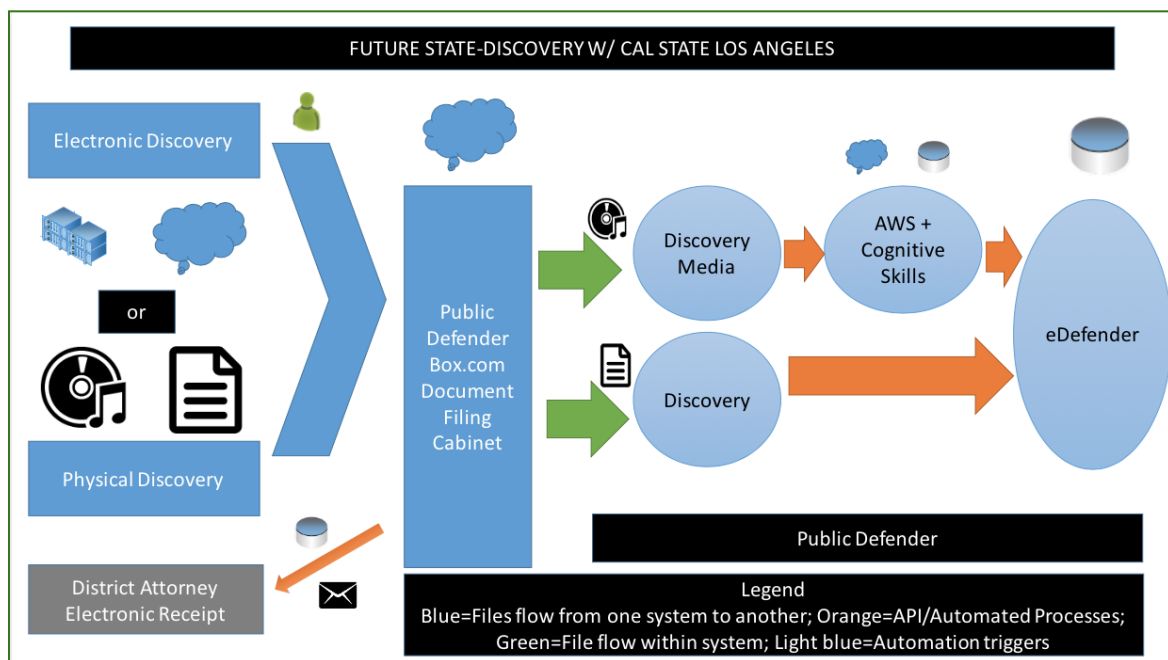 FUTURE STATE-DISCOVERY W/ CAL STATE LOS ANGELES
Electronic Discovery
or
Physical Discovery
District Attorney
Electronic Receipt
Public
Defender
Box.com
Document
Filing
Cabinet
Discovery
Media
AWS +
Cognitive
Skills
eDefender
Discovery
Public Defender
Legend
Blue=Files flow from one system to another; Orange=API/Automated Processes;
Green=File flow within system; Light blue=Automation triggers